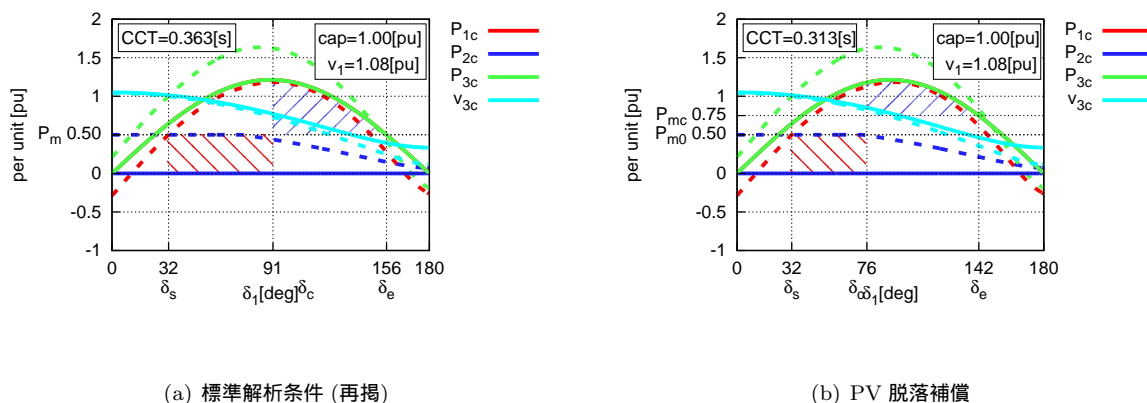 CCT=0.363[s]
cap=1.00[pu]
v1=1.08[pu]
P1c
P2c
P3c
v3c
per unit [pu]
2
1.5
1
Pm 0.50
0
-0.5
-1
0 32 91 156 180
δs δ1[deg] δc δe
(a) 標準解析条件 (再掲)
CCT=0.313[s]
cap=1.00[pu]
v1=1.08[pu]
P1c
P2c
P3c
v3c
per unit [pu]
2
1.5
1
Pmc 0.75
Pm0 0.50
0
-0.5
-1
0 32 76 142 180
δs δc δ1[deg] δe
(b) PV 脱落補償